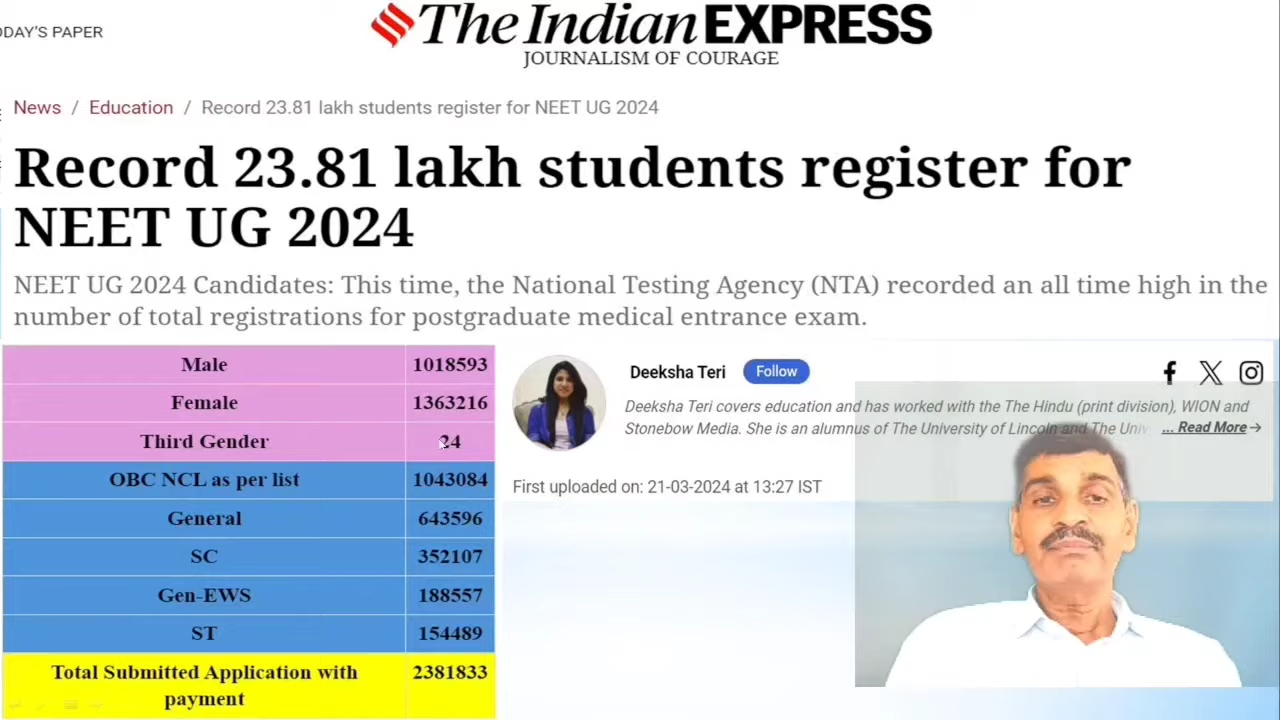 ODAY'S PAPER
The Indian EXPRESS
JOURNALISM OF COURAGE
News / Education / Record 23.81 lakh students register for NEET UG 2024
Record 23.81 lakh students register for
NEET UG 2024
NEET UG 2024 Candidates: This time, the National Testing Agency (NTA) recorded an all time high in the
number of total registrations for postgraduate medical entrance exam.
Male 1018593
Female 1363216
Third Gender 24
OBC NCL as per list 1043084
General 643596
SC 352107
Gen-EWS 188557
ST 154489
Total Submitted Application with
payment 2381833
Deeksha Teri Follow
Deeksha Teri covers education and has worked with the The Hindu (print division), WION and
Stonebow Media. She is an alumnus of The University of Lincoln and The Univ ... Read More
First uploaded on: 21-03-2024 at 13:27 IST